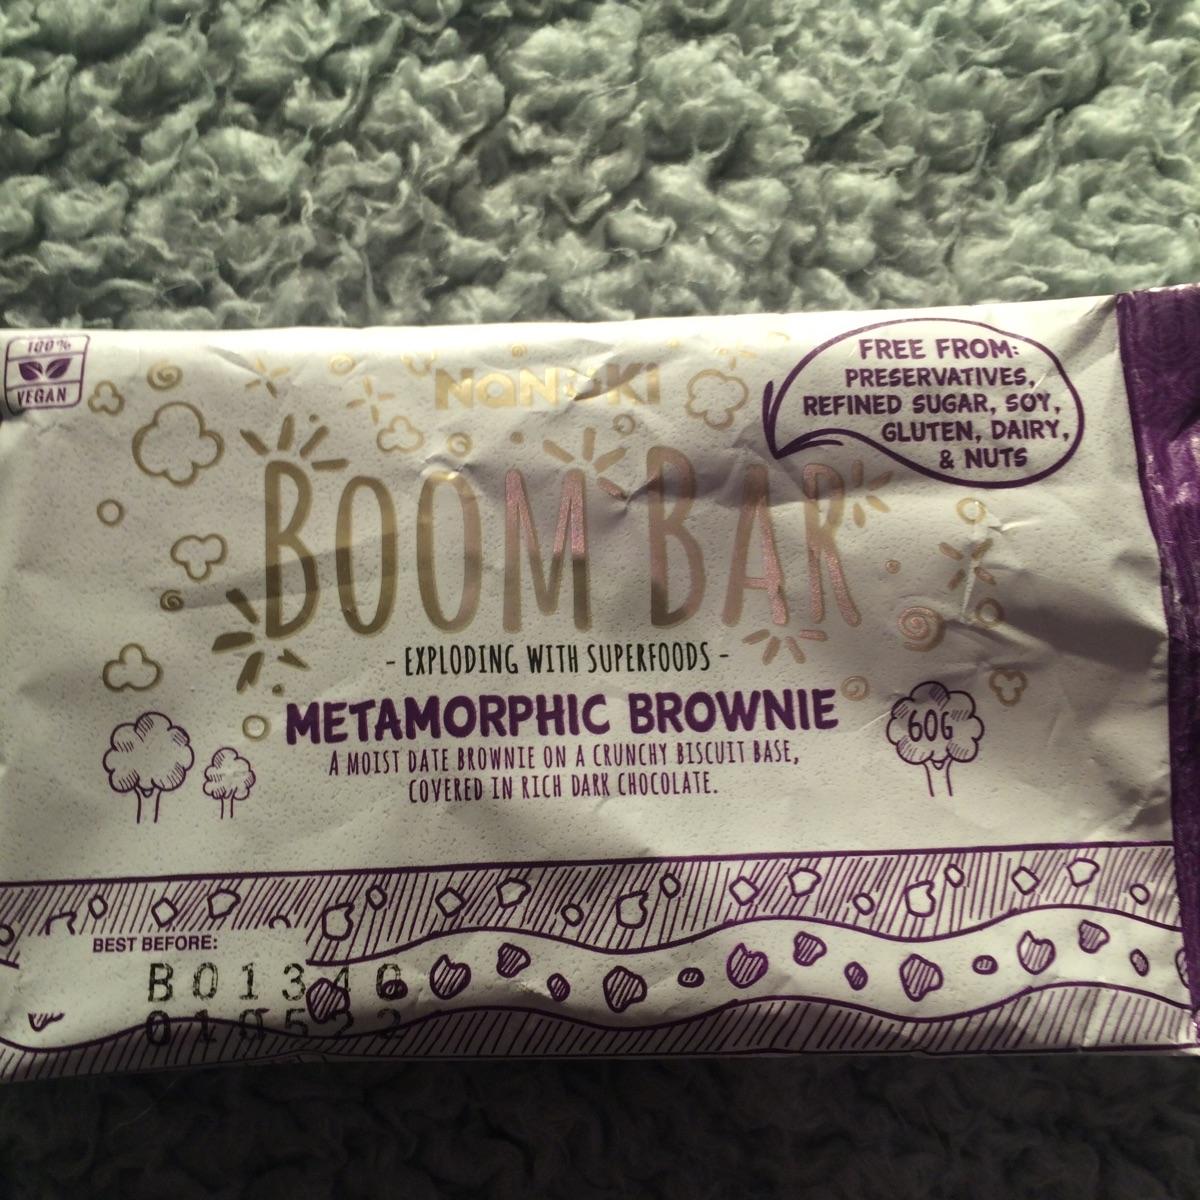 100%
VEGAN
NaNUKI
FREE FROM:
PRESERVATIVES,
REFINED SUGAR, SOY,
GLUTEN, DAIRY,
& NUTS
BOOM BAR
- EXPLODING WITH SUPERFOODS -
METAMORPHIC BROWNIE
A MOIST DATE BROWNIE ON A CRUNCHY BISCUIT BASE,
COVERED IN RICH DARK CHOCOLATE.
60G
BEST BEFORE:
B01340
010522